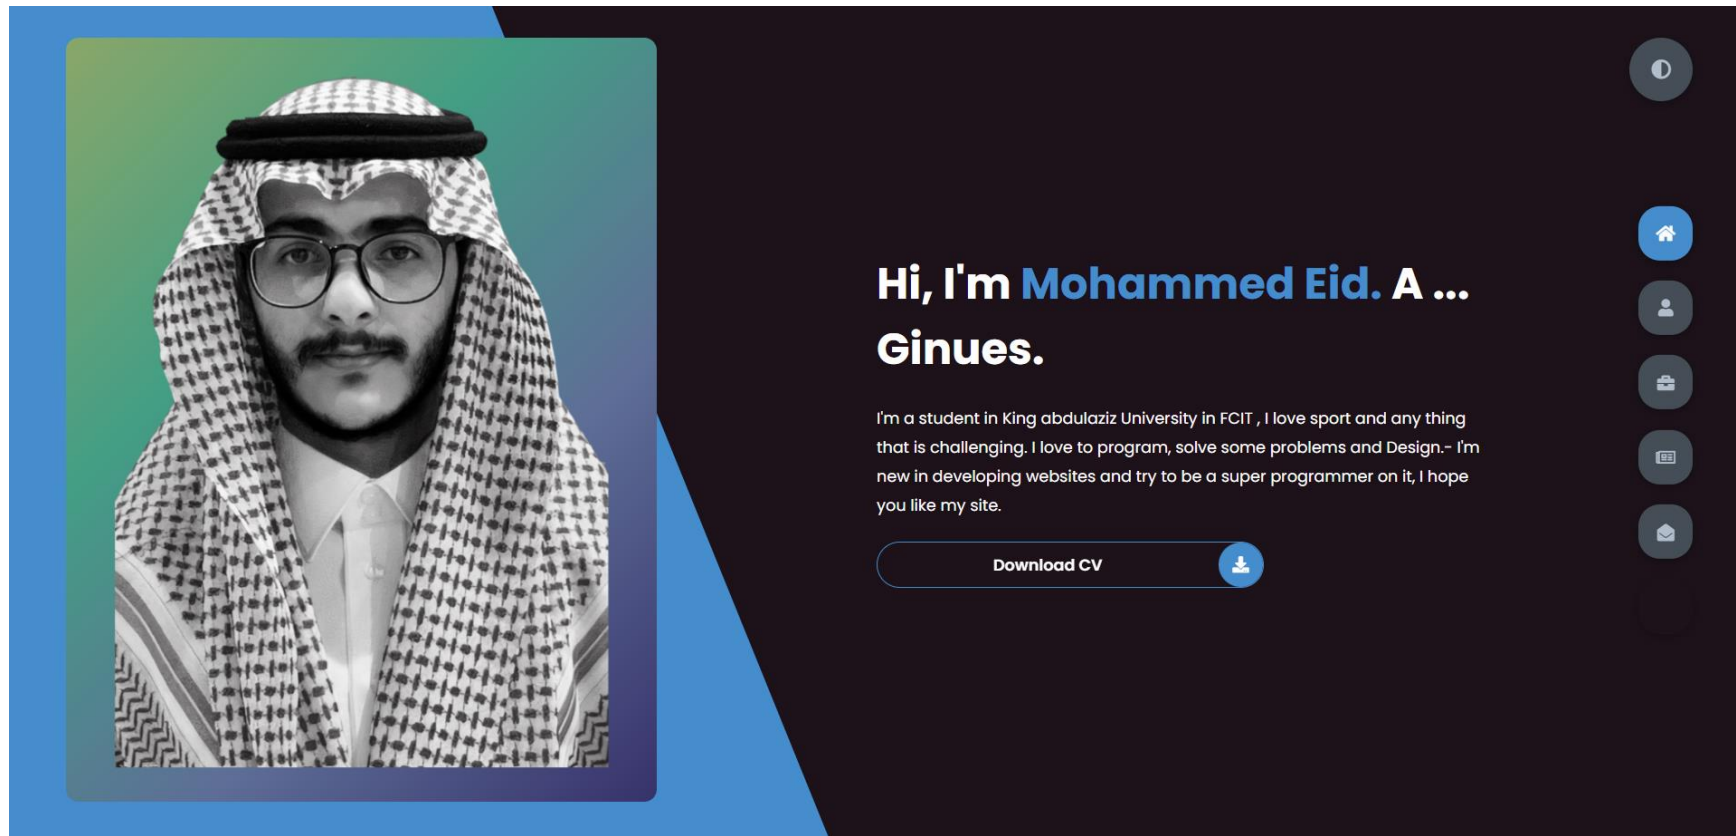 Hi, I'm Mohammed Eid. A ...
Ginues.
I'm a student in King abdulaziz University in FCIT , I love sport and any thing
that is challenging. I love to program, solve some problems and Design.- I'm
new in developing websites and try to be a super programmer on it, I hope
you like my site.
Download CV